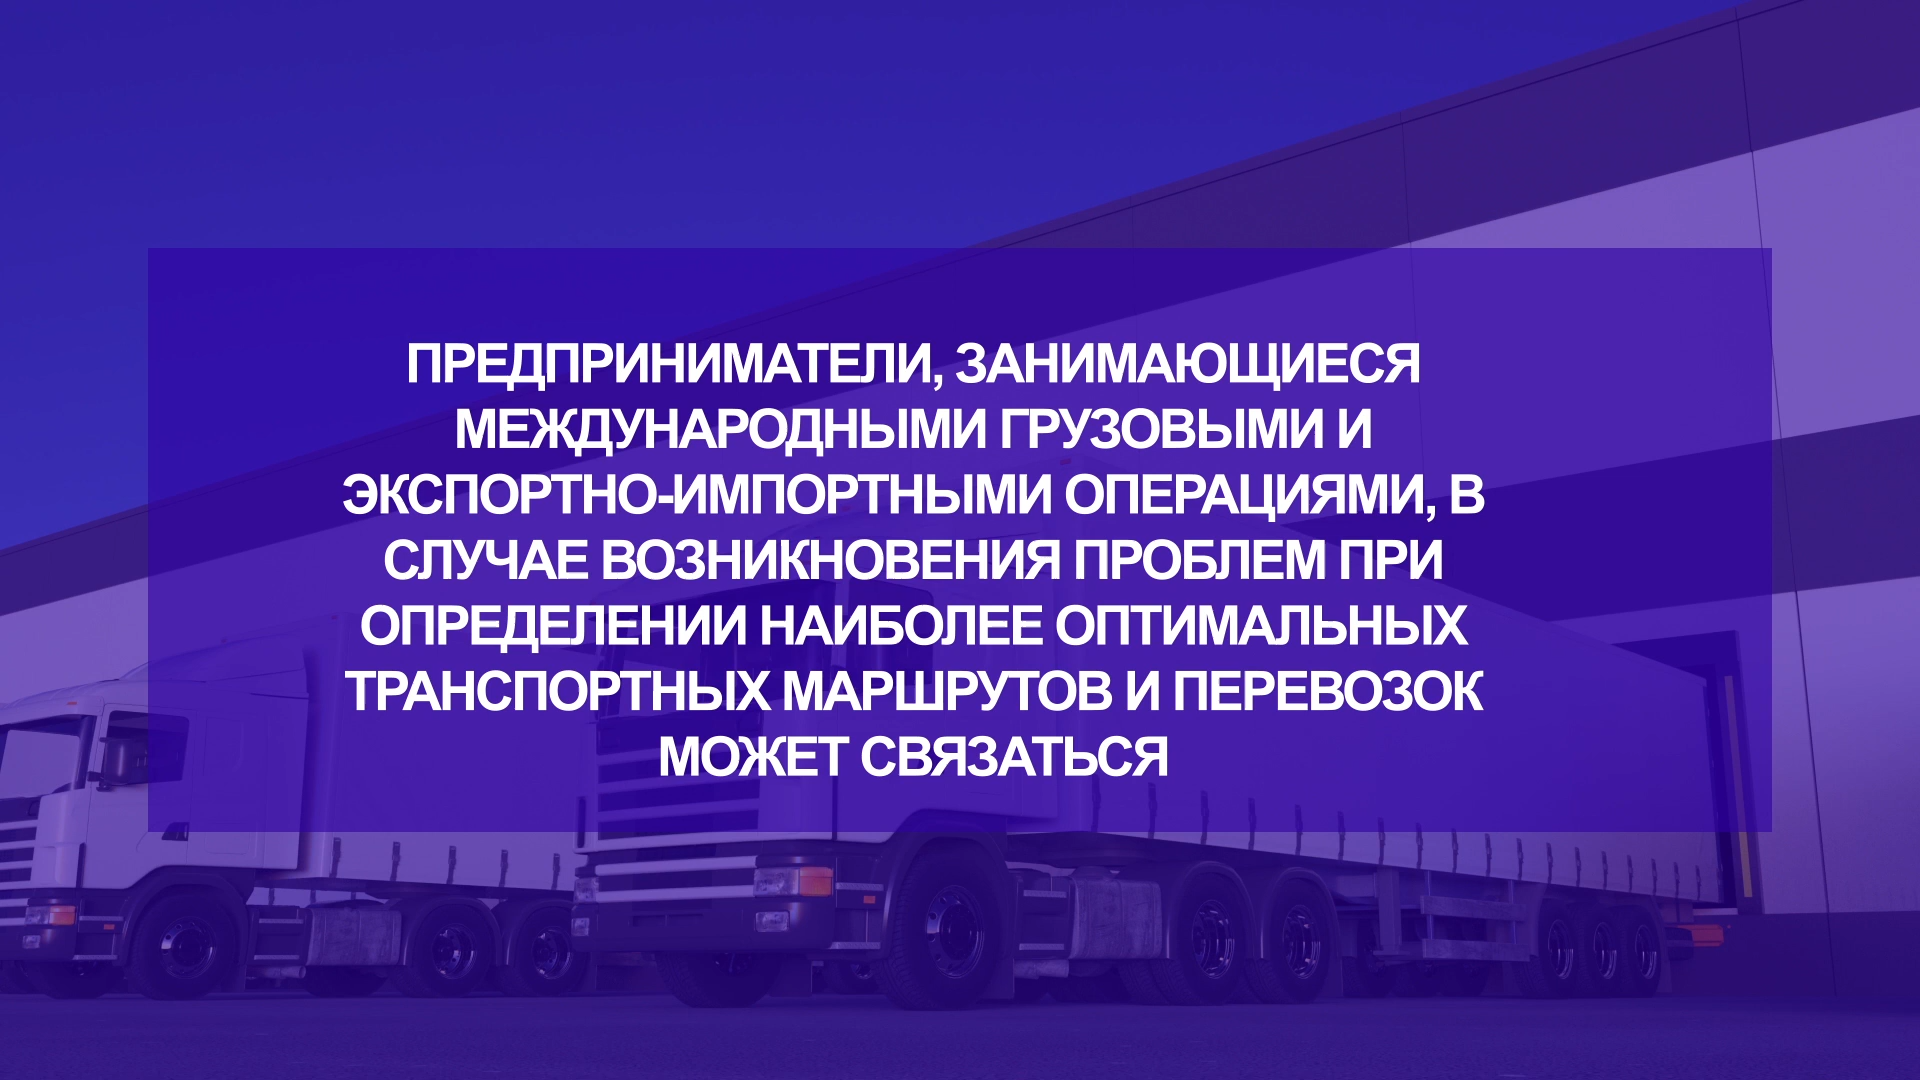 ПРЕДПРИНИМАТЕЛИ, ЗАНИМАЮЩИЕСЯ
МЕЖДУНАРОДНЫМИ ГРУЗОВЫМИ И
ЭКСПОРТНО-ИМПОРТНЫМИ ОПЕРАЦИЯМИ, В
СЛУЧАЕ ВОЗНИКНОВЕНИЯ ПРОБЛЕМ ПРИ
ОПРЕДЕЛЕНИИ НАИБОЛЕЕ ОПТИМАЛЬНЫХ
ТРАНСПОРТНЫХ МАРШРУТОВ И ПЕРЕВОЗОК
МОЖЕТ СВЯЗАТЬСЯ